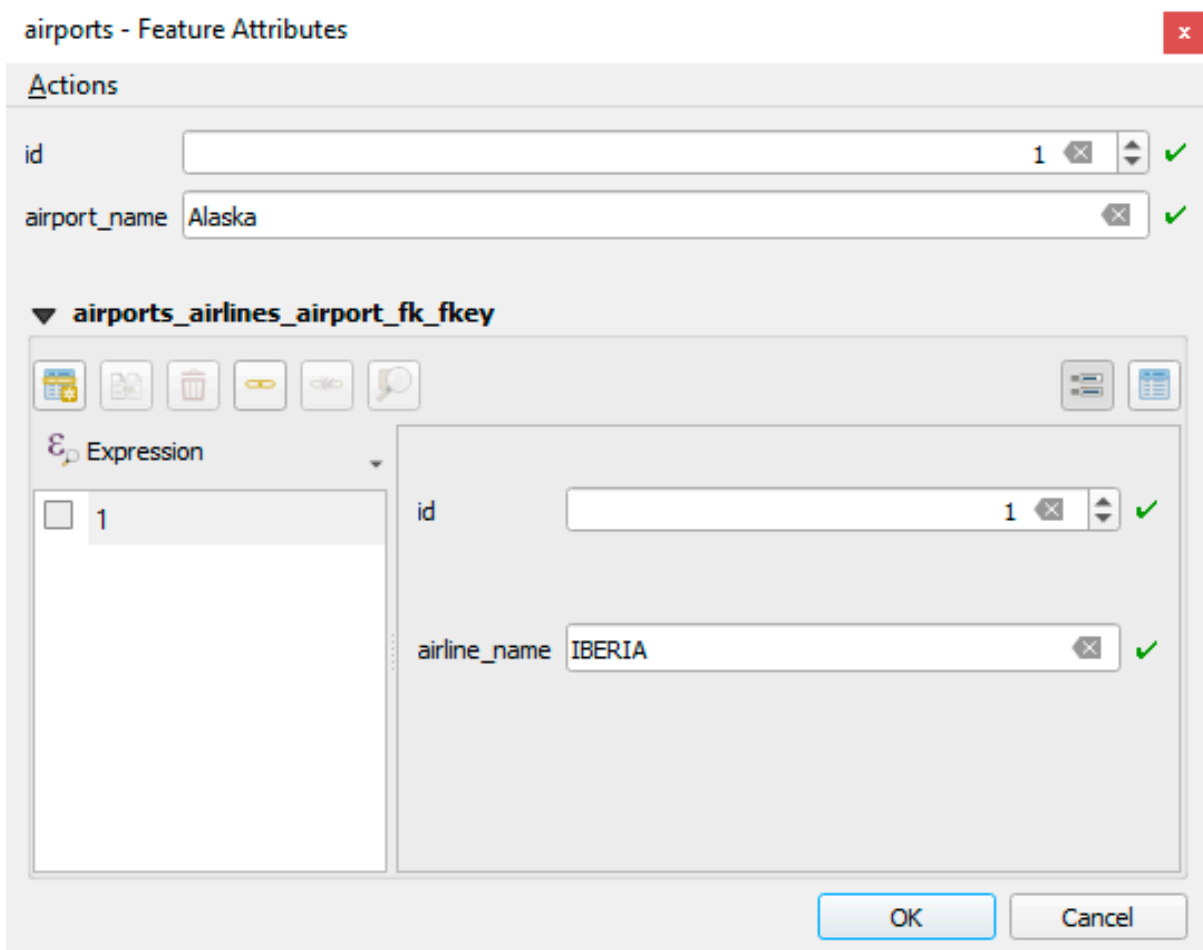 airports - Feature Attributes
x
Actions
id 1
airport_name Alaska
airports_airlines_airport_fk_fkey
ε Expression
1
id 1
airline_name IBERIA
OK Cancel